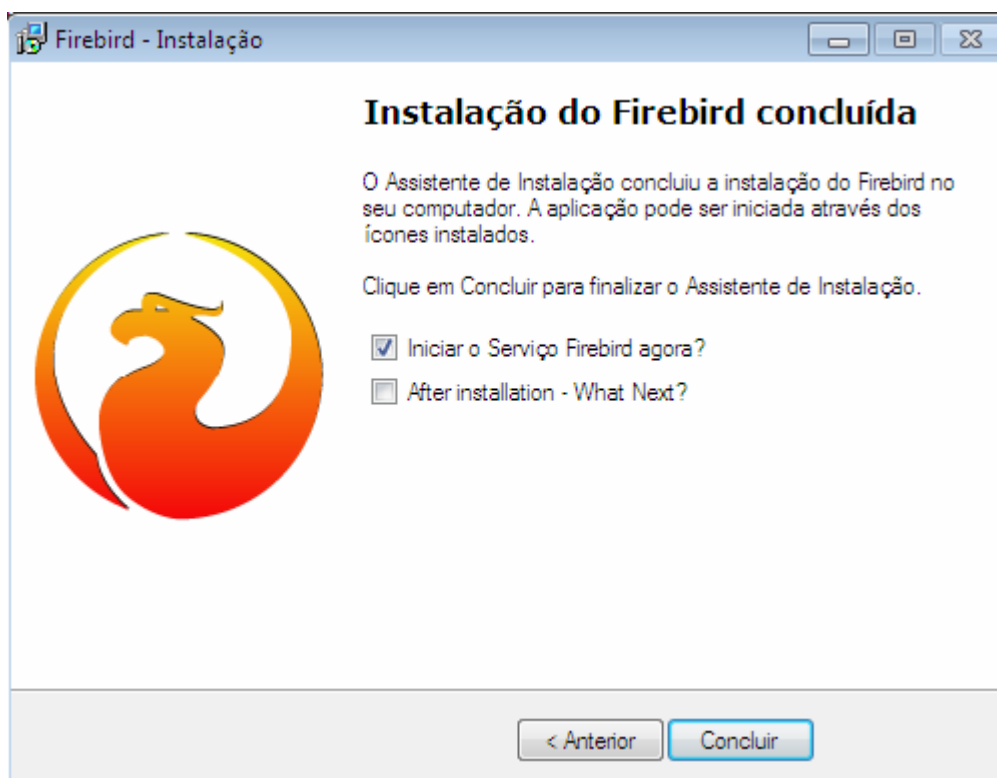 Firebird - Instalação
Instalação do Firebird concluída
O Assistente de Instalação concluiu a instalação do Firebird no
seu computador. A aplicação pode ser iniciada através dos
ícones instalados.
Clique em Concluir para finalizar o Assistente de Instalação.
Iniciar o Serviço Firebird agora?
After installation - What Next?
< Anterior
Concluir